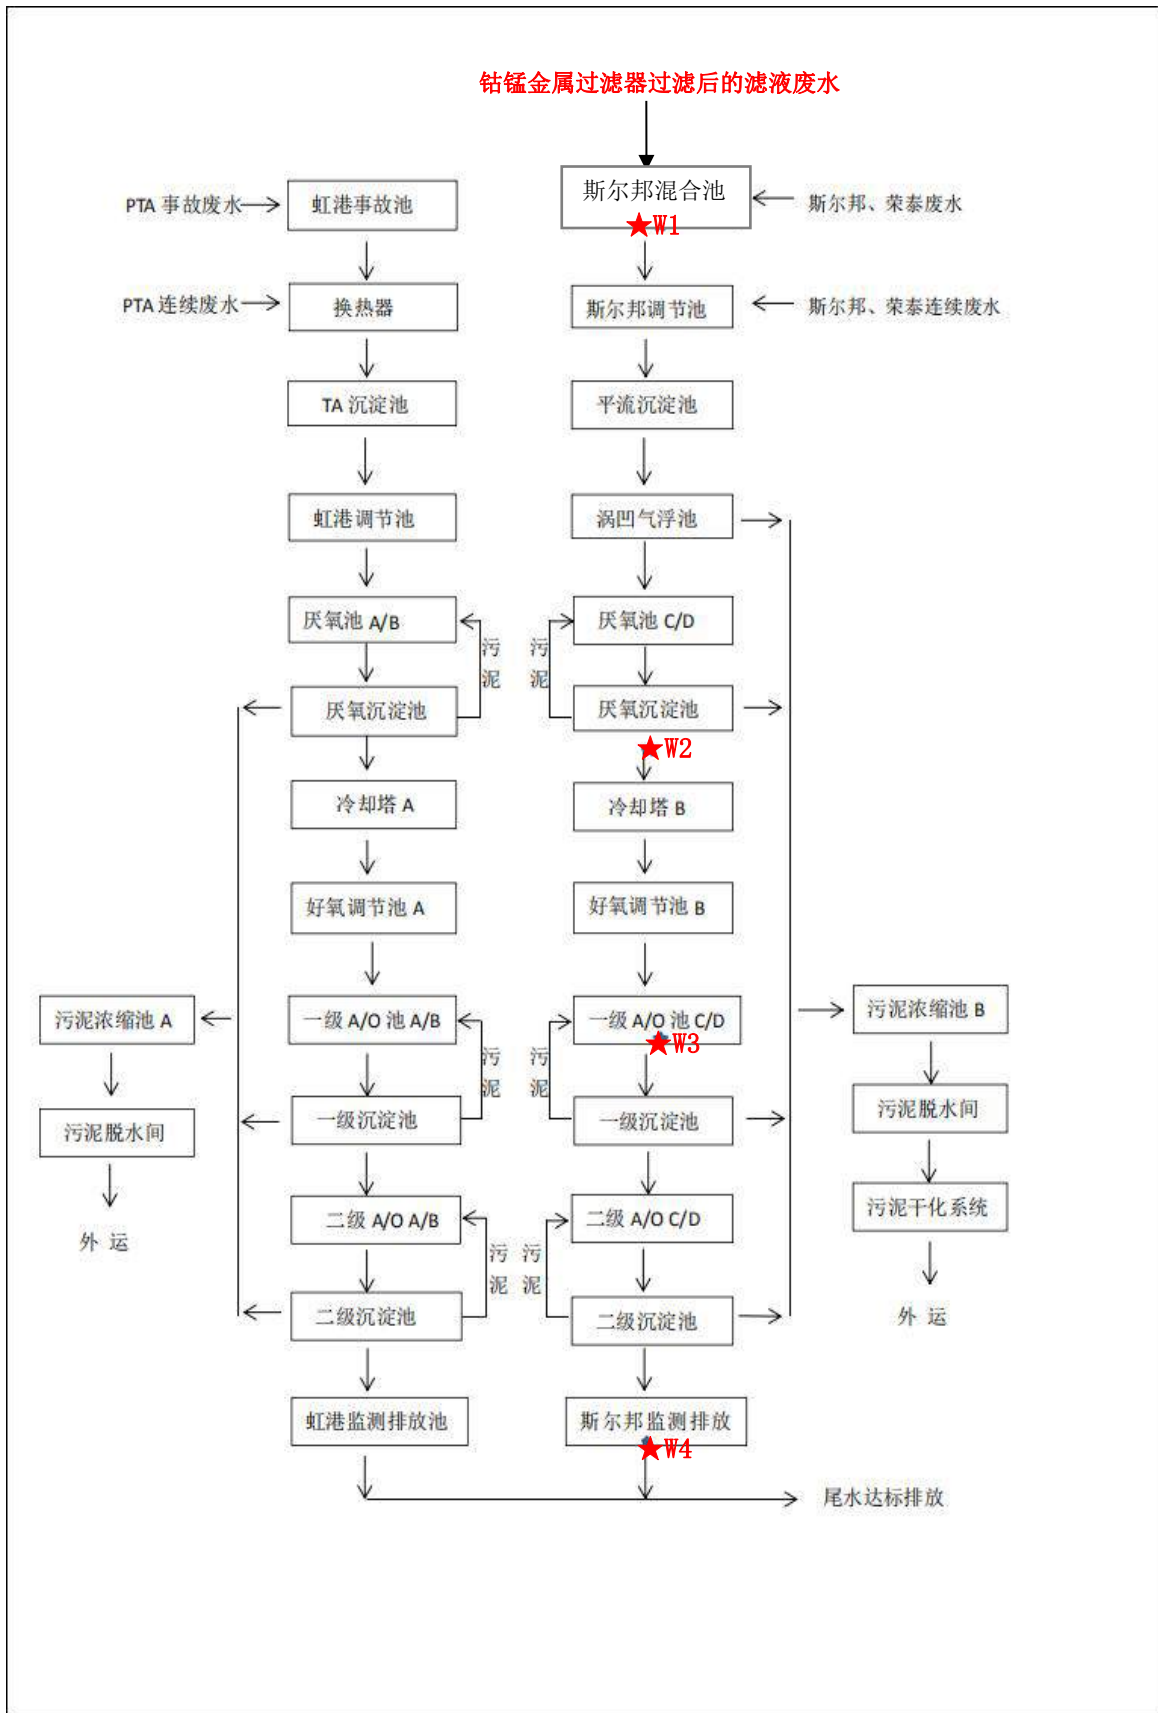 钴锰金属过滤器过滤后的滤液废水
PTA 事故废水
虹港事故池
斯尔邦混合池
斯尔邦、荣泰废水
★W1
PTA 连续废水
换热器
斯尔邦调节池
斯尔邦、荣泰连续废水
TA 沉淀池
平流沉淀池
虹港调节池
涡凹气浮池
厌氧池 A/B
污泥
污泥
厌氧池 C/D
厌氧沉淀池
厌氧沉淀池
★W2
冷却塔 A
冷却塔 B
好氧调节池 A
好氧调节池 B
污泥浓缩池 A
一级 A/O 池 A/B
一级 A/O 池 C/D
污泥浓缩池 B
★W3
污泥
污泥
污泥脱水间
一级沉淀池
一级沉淀池
污泥脱水间
外 运
二级 A/O A/B
二级 A/O C/D
污泥干化系统
污泥
污泥
二级沉淀池
二级沉淀池
外 运
虹港监测排放池
斯尔邦监测排放
★W4
尾水达标排放